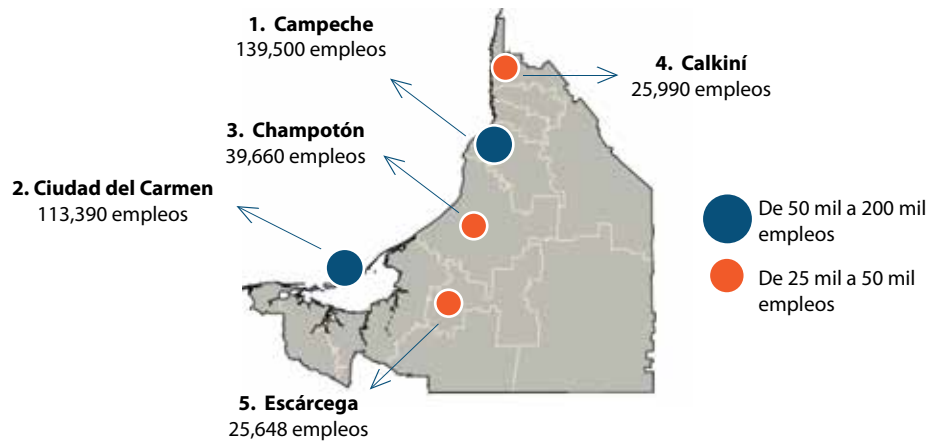 1. Campeche
139,500 empleos
4. Calkiní
25,990 empleos
3. Champotón
39,660 empleos
2. Ciudad del Carmen
113,390 empleos
De 50 mil a 200 mil
empleos
De 25 mil a 50 mil
empleos
5. Escárcega
25,648 empleos